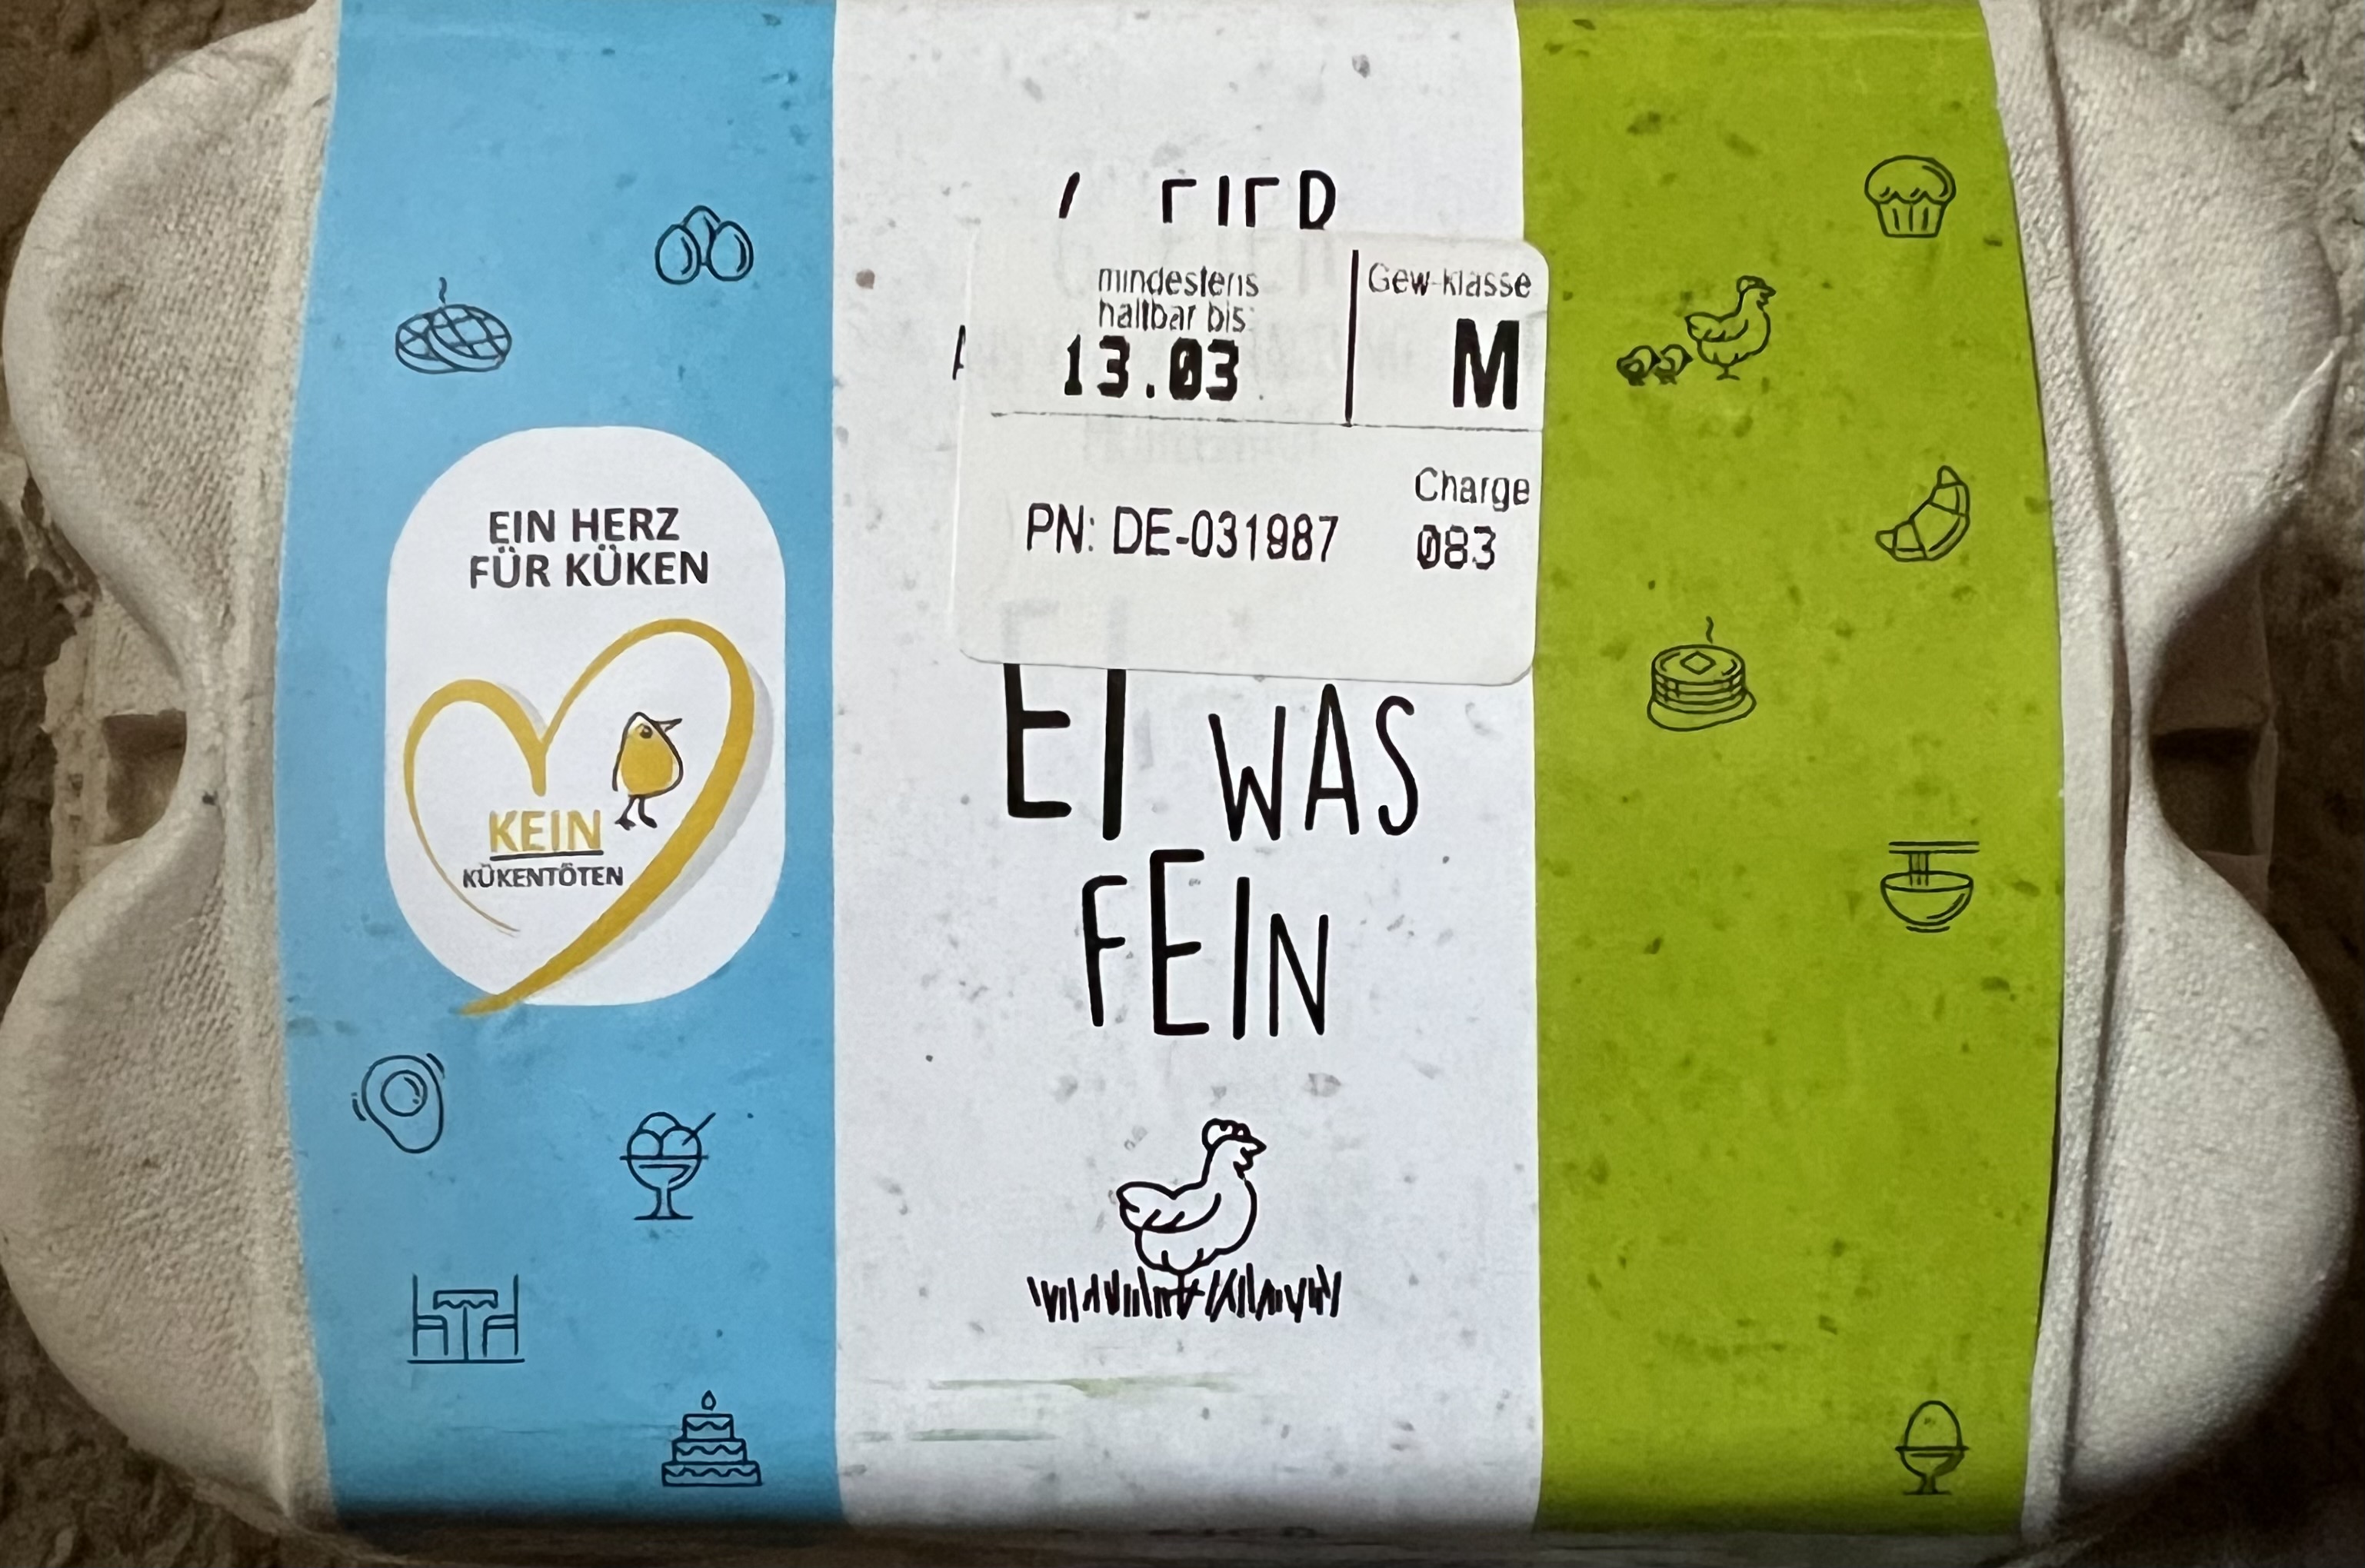 mindestens
haltbar bis:
13.03
Gew-klasse
M
PN: DE-031987
Charge
083
EIN HERZ
FÜR KÜKEN
KEIN
KÜKENTÖTEN
EI WAS
FEIN